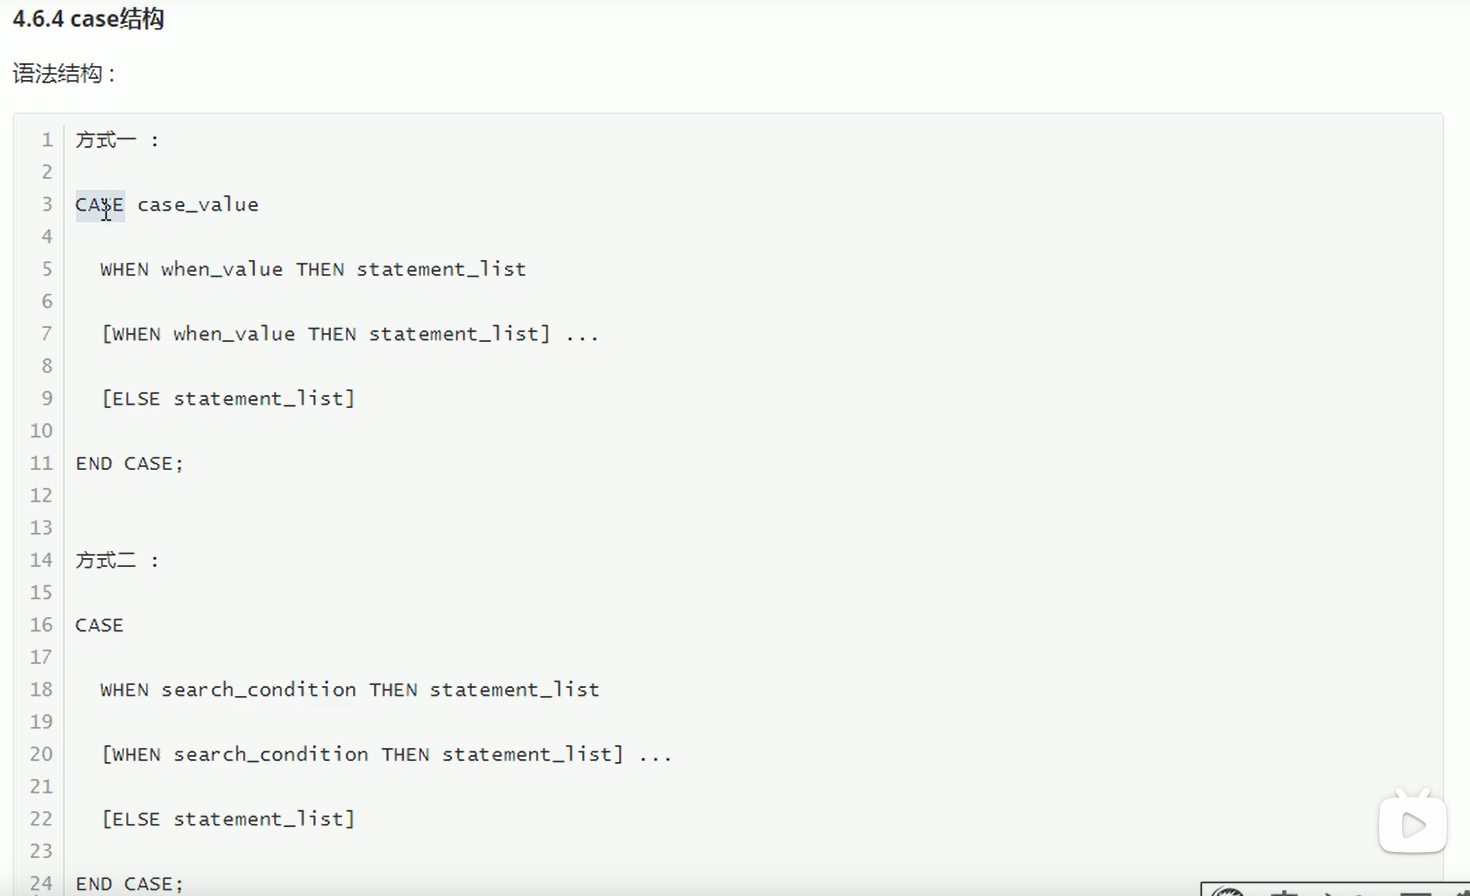 4.6.4 case结构
语法结构 :
1 方式一 :
2
3 CASE case_value
4
5 WHEN when_value THEN statement_list
6
7 [WHEN when_value THEN statement_list] ...
8
9 [ELSE statement_list]
10
11 END CASE;
12
13
14 方式二 :
15
16 CASE
17
18 WHEN search_condition THEN statement_list
19
20 [WHEN search_condition THEN statement_list] ...
21
22 [ELSE statement_list]
23
24 END CASE;